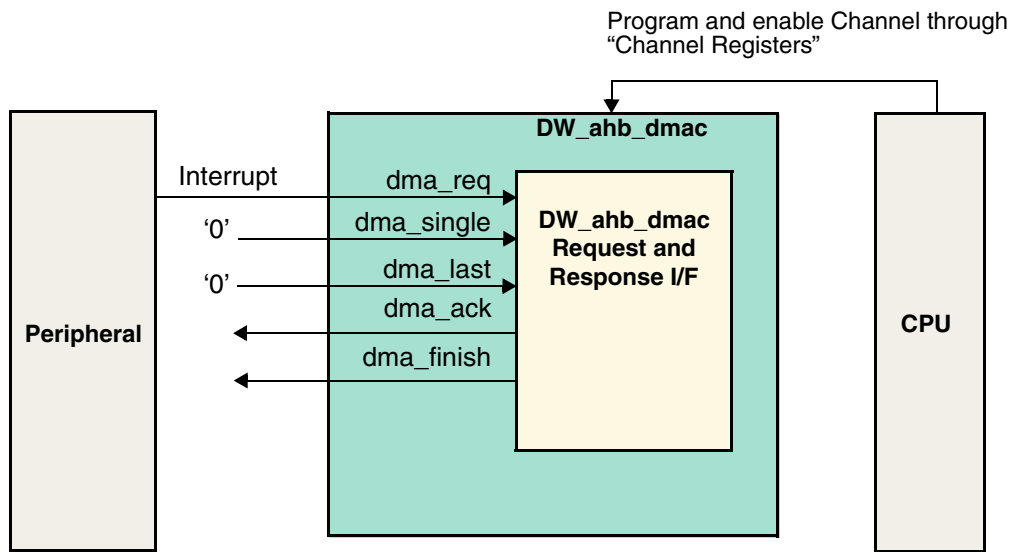 Program and enable Channel through
“Channel Registers”
DW_ahb_dmac
Interrupt
dma_req
‘0’
dma_single
‘0’
dma_last
dma_ack
dma_finish
DW_ahb_dmac
Request and
Response I/F
Peripheral
CPU